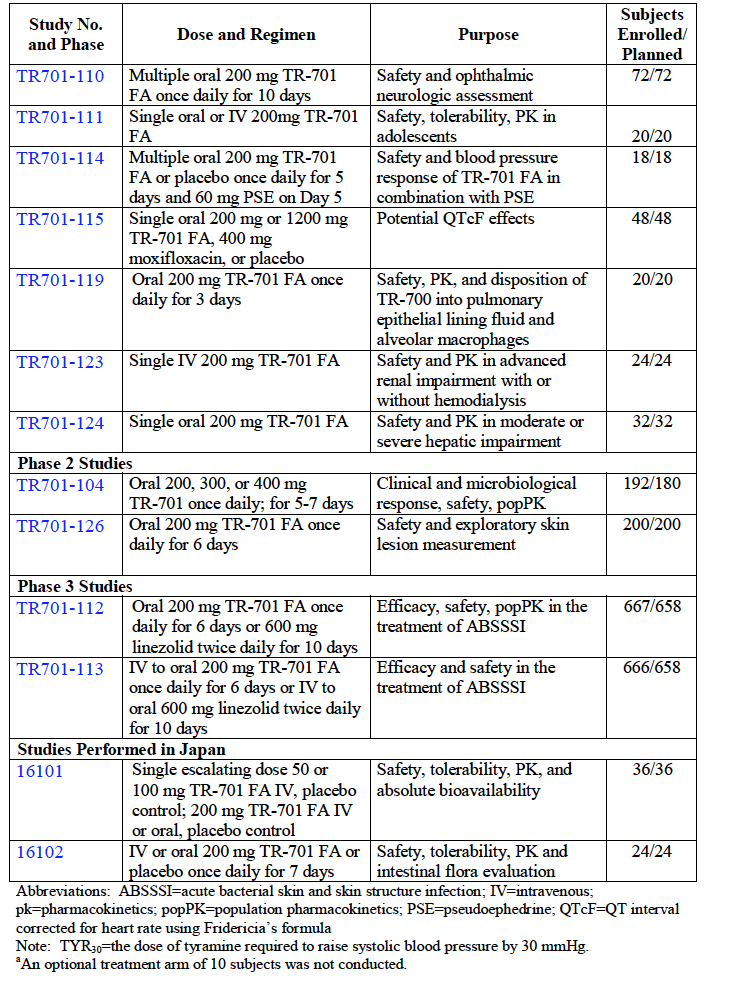 Study No.
and Phase
Dose and Regimen
Purpose
Subjects
Enrolled/
Planned
TR701-110
Multiple oral 200 mg TR-701
FA once daily for 10 days
Safety and ophthalmic
neurologic assessment
72/72
TR701-111
Single oral or IV 200mg TR-701
FA
Safety, tolerability, PK in
adolescents
20/20
TR701-114
Multiple oral 200 mg TR-701
FA or placebo once daily for 5
days and 60 mg PSE on Day 5
Safety and blood pressure
response of TR-701 FA in
combination with PSE
18/18
TR701-115
Single oral 200 mg or 1200 mg
TR-701 FA, 400 mg
moxifloxacin, or placebo
Potential QTcF effects
48/48
TR701-119
Oral 200 mg TR-701 FA once
daily for 3 days
Safety, PK, and disposition of
TR-700 into pulmonary
epithelial lining fluid and
alveolar macrophages
20/20
TR701-123
Single IV 200 mg TR-701 FA
Safety and PK in advanced
renal impairment with or
without hemodialysis
24/24
TR701-124
Single oral 200 mg TR-701 FA
Safety and PK in moderate or
severe hepatic impairment
32/32
Phase 2 Studies
TR701-104
Oral 200, 300, or 400 mg
TR-701 once daily; for 5-7 days
Clinical and microbiological
response, safety, popPK
192/180
TR701-126
Oral 200 mg TR-701 FA once
daily for 6 days
Safety and exploratory skin
lesion measurement
200/200
Phase 3 Studies
TR701-112
Oral 200 mg TR-701 FA once
daily for 6 days or 600 mg
linezolid twice daily for 10 days
Efficacy, safety, popPK in the
treatment of ABSSSI
667/658
TR701-113
IV to oral 200 mg TR-701 FA
once daily for 6 days or IV to
oral 600 mg linezolid twice daily
for 10 days
Efficacy and safety in the
treatment of ABSSSI
666/658
Studies Performed in Japan
16101
Single escalating dose 50 or
100 mg TR-701 FA IV, placebo
control; 200 mg TR-701 FA IV
or oral, placebo control
Safety, tolerability, PK, and
absolute bioavailability
36/36
16102
IV or oral 200 mg TR-701 FA or
placebo once daily for 7 days
Safety, tolerability, PK and
intestinal flora evaluation
24/24
Abbreviations: ABSSSI=acute bacterial skin and skin structure infection; IV=intravenous;
pk=pharmacokinetics; popPK=population pharmacokinetics; PSE=pseudoephedrine; QTcF=QT interval
corrected for heart rate using Fridericia’s formula
Note: TYR30=the dose of tyramine required to raise systolic blood pressure by 30 mmHg.
aAn optional treatment arm of 10 subjects was not conducted.